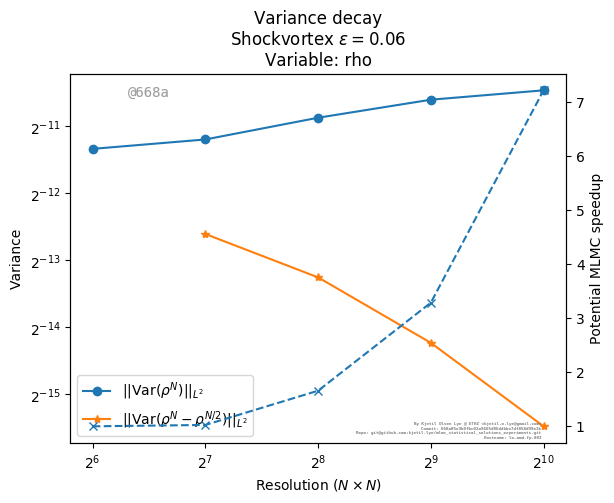 Variance decay
Shockvortex ε = 0.06
Variable: rho
@668a
2^{-11}
2^{-12}
2^{-13}
2^{-14}
2^{-15}
Variance
7
6
5
4
3
2
1
Potential MLMC speedup
||Var(ρ^N)||_{L^2}
||Var(ρ^N − ρ^{N/2})||_{L^2}
2^6
2^7
2^8
2^9
2^{10}
Resolution (N × N)